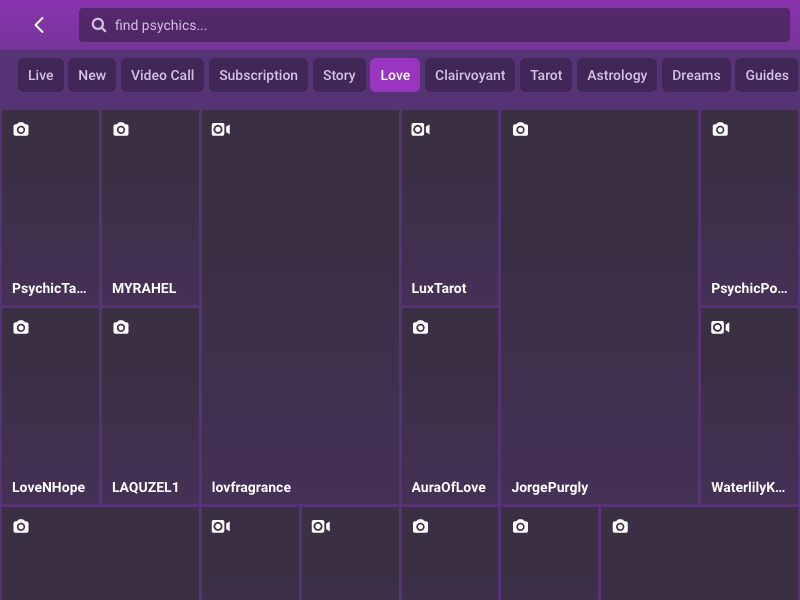 find psychics...
Live New Video Call Subscription Story Love Clairvoyant Tarot Astrology Dreams Guides
PsychicTa... MYRAHEL LuxTarot PsychicPo...
LoveNHope LAQUZEL1 lovfragrance AuraOfLove JorgePurgly WaterlilyK...